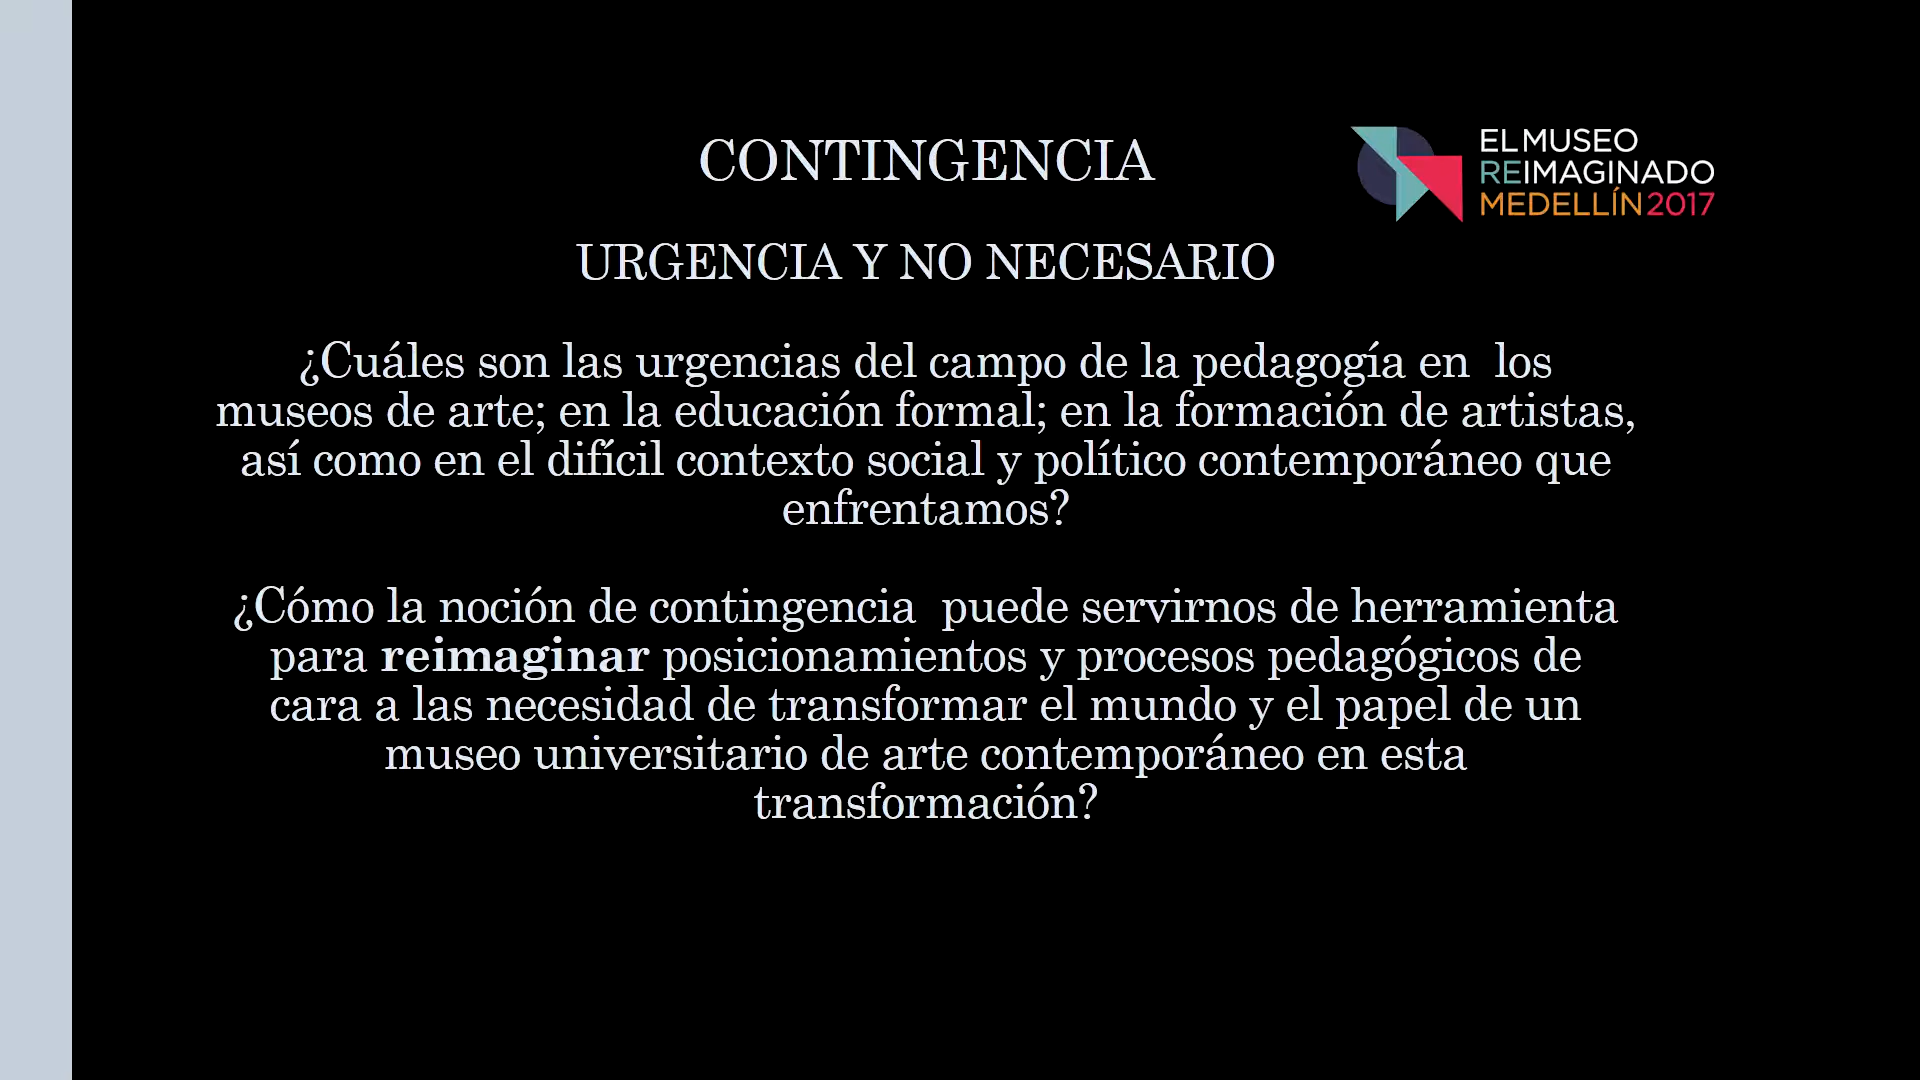 CONTINGENCIA
EL MUSEO
REIMAGINADO
MEDELLÍN 2017
URGENCIA Y NO NECESARIO
¿Cuáles son las urgencias del campo de la pedagogía en  los
museos de arte; en la educación formal; en la formación de artistas,
así como en el difícil contexto social y político contemporáneo que
enfrentamos?
¿Cómo la noción de contingencia  puede servirnos de herramienta
para reimaginar posicionamientos y procesos pedagógicos de
cara a las necesidad de transformar el mundo y el papel de un
museo universitario de arte contemporáneo en esta
transformación?